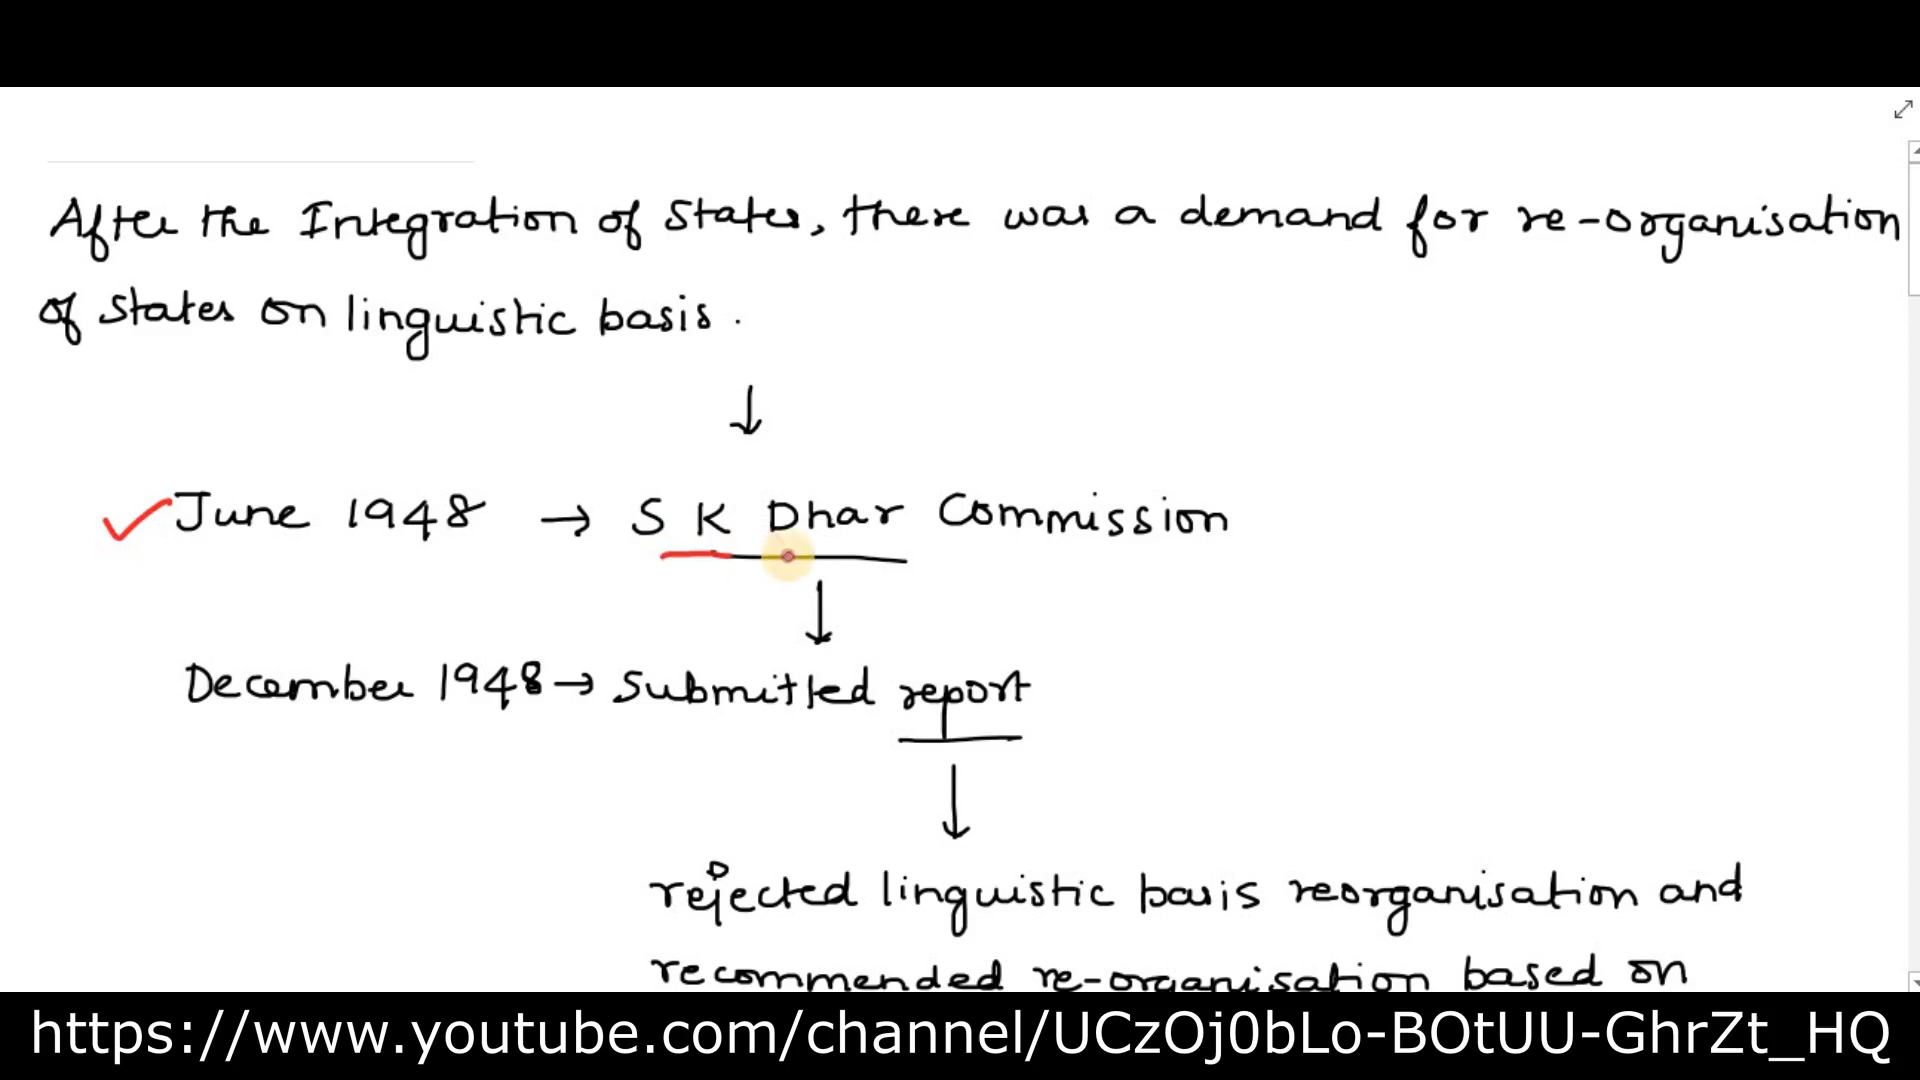 After the Integration of States, there was a demand for re-organisation
of states on linguistic basis.
↓
✓ June 1948 → S K Dhar Commission
↓
December 1948 → Submitted report
↓
rejected linguistic basis reorganisation and
recommended re-organisation based on
https://www.youtube.com/channel/UCzOj0bLo-BOtUU-GhrZt_HQ